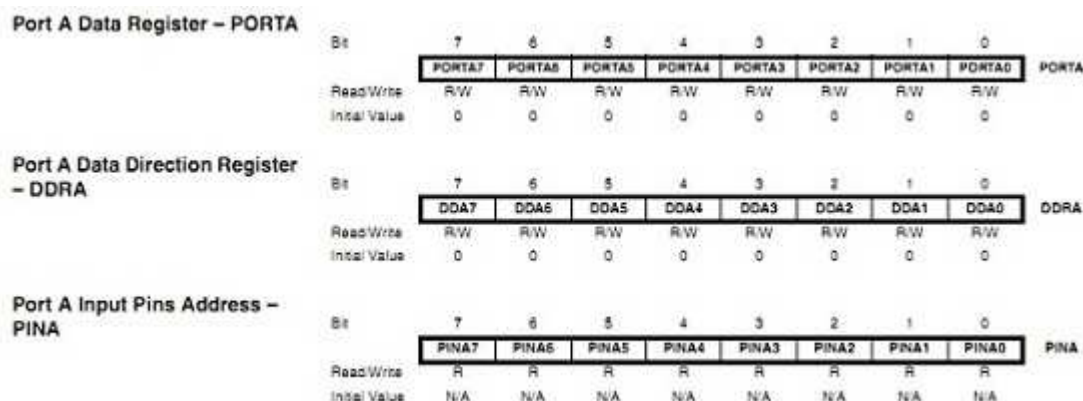 Port A Data Register – PORTA
Bit 7 6 5 4 3 2 1 0
PORTA7 PORTA6 PORTA5 PORTA4 PORTA3 PORTA2 PORTA1 PORTA0 PORTA
Read/Write R/W R/W R/W R/W R/W R/W R/W R/W
Initial Value 0 0 0 0 0 0 0 0
Port A Data Direction Register
– DDRA
Bit 7 6 5 4 3 2 1 0
DDA7 DDA6 DDA5 DDA4 DDA3 DDA2 DDA1 DDA0 DDRA
Read/Write R/W R/W R/W R/W R/W R/W R/W R/W
Initial Value 0 0 0 0 0 0 0 0
Port A Input Pins Address –
PINA
Bit 7 6 5 4 3 2 1 0
PINA7 PINA6 PINA5 PINA4 PINA3 PINA2 PINA1 PINA0 PINA
Read/Write R R R R R R R R
Initial Value N/A N/A N/A N/A N/A N/A N/A N/A